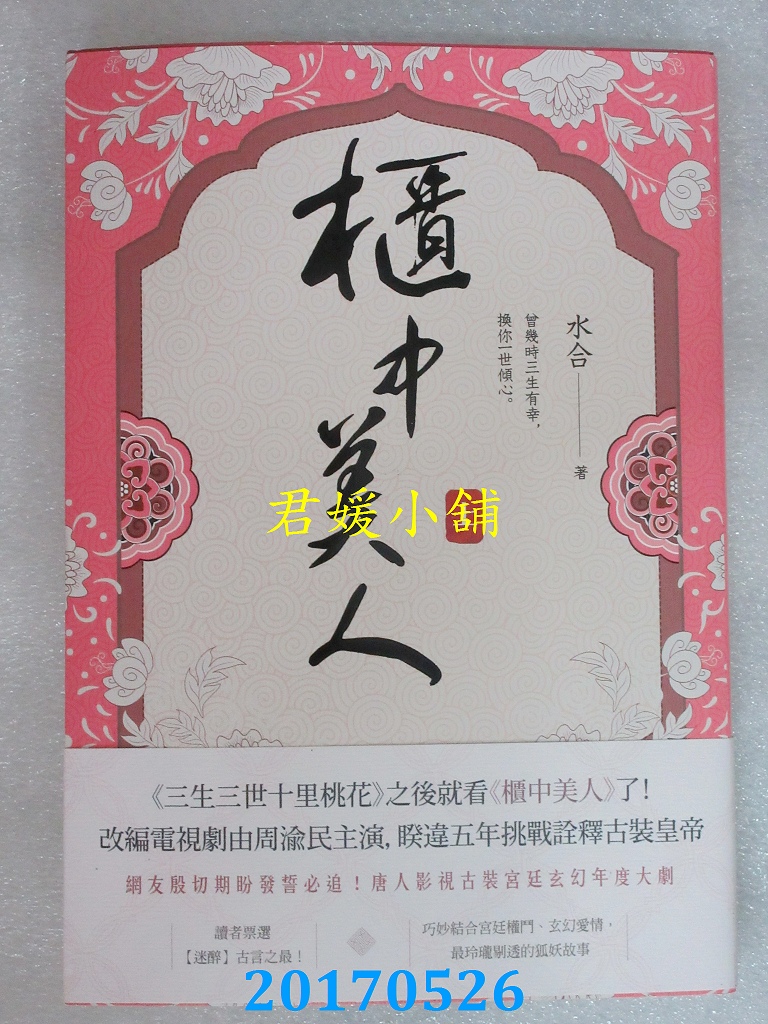 櫃中美人
水合——著
曾幾時三生有幸，
換你一世傾心。
君媛小舖
《三生三世十里桃花》之後就看《櫃中美人》了！
改編電視劇由周渝民主演，睽違五年挑戰詮釋古裝皇帝
網友殷切期盼發誓必追！唐人影視古裝宮廷玄幻年度大劇
讀者票選
【迷醉】古言之最！
巧妙結合宮廷權鬥、玄幻愛情，
最玲瓏剔透的狐妖故事
20170526